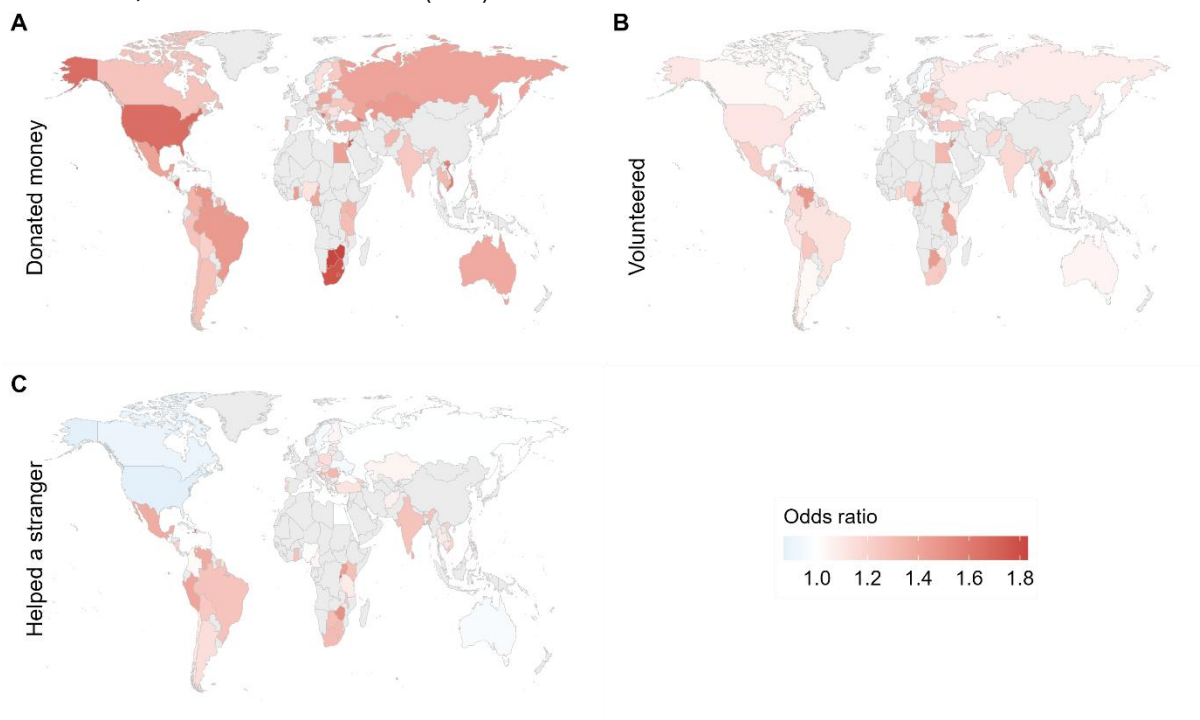 A
B
Donated money
Volunteered
C
Helped a stranger
Odds ratio
1.0 1.2 1.4 1.6 1.8